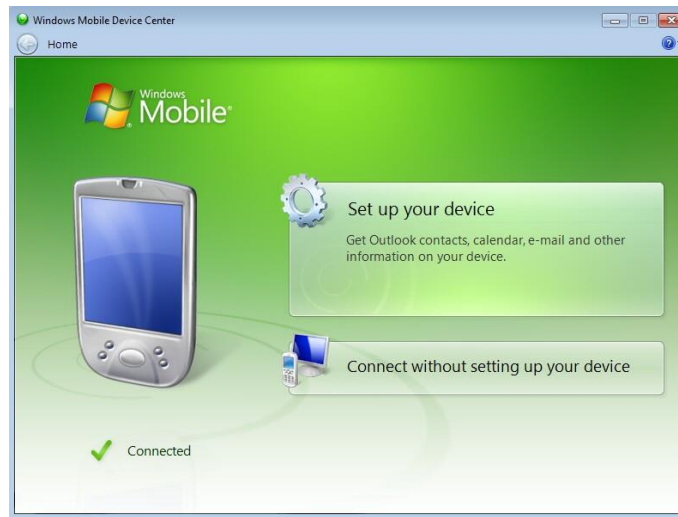 Windows Mobile Device Center
Home
Windows
Mobile®
Set up your device
Get Outlook contacts, calendar, e-mail and other
information on your device.
Connect without setting up your device
Connected